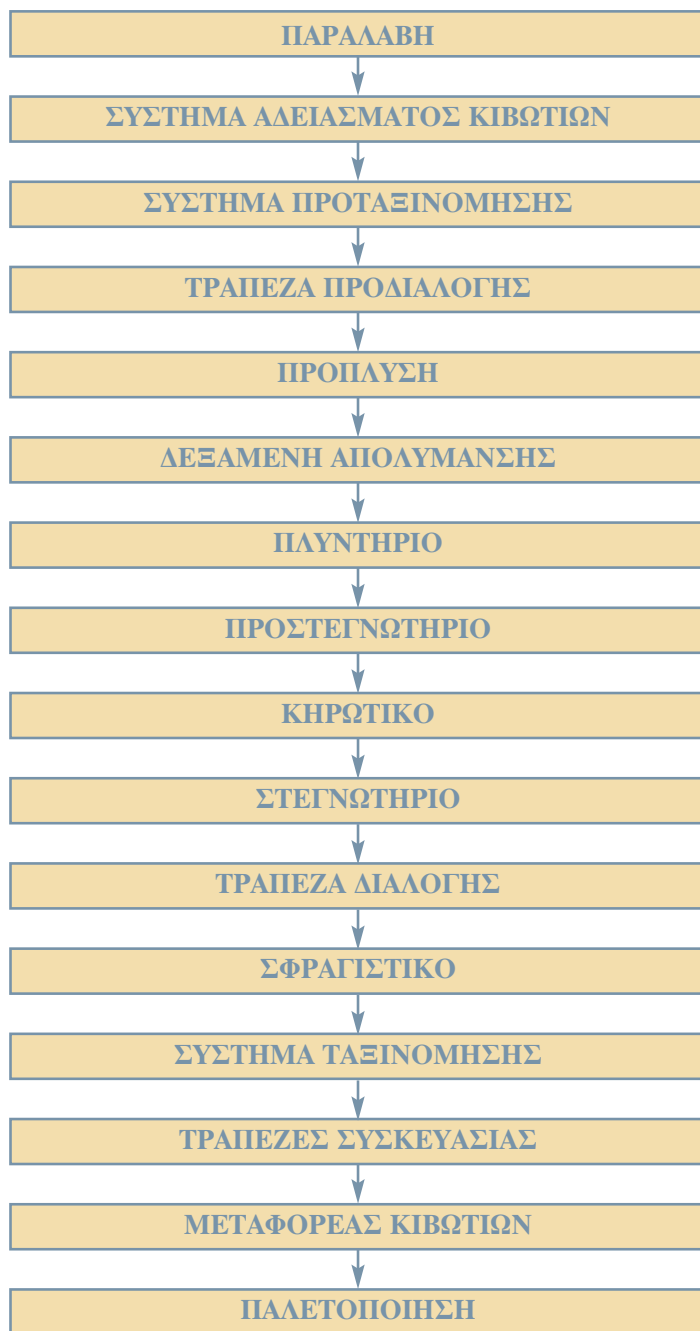 ΠΑΡΑΛΑΒΗ
ΣΥΣΤΗΜΑ ΑΔΕΙΑΣΜΑΤΟΣ ΚΙΒΩΤΙΩΝ
ΣΥΣΤΗΜΑ ΠΡΟΤΑΞΙΝΟΜΗΣΗΣ
ΤΡΑΠΕΖΑ ΠΡΟΔΙΑΛΟΓΗΣ
ΠΡΟΠΛΥΣΗ
ΔΕΞΑΜΕΝΗ ΑΠΟΛΥΜΑΝΣΗΣ
ΠΛΥΝΤΗΡΙΟ
ΠΡΟΣΤΕΓΝΩΤΗΡΙΟ
ΚΗΡΩΤΙΚΟ
ΣΤΕΓΝΩΤΗΡΙΟ
ΤΡΑΠΕΖΑ ΔΙΑΛΟΓΗΣ
ΣΦΡΑΓΙΣΤΙΚΟ
ΣΥΣΤΗΜΑ ΤΑΞΙΝΟΜΗΣΗΣ
ΤΡΑΠΕΖΕΣ ΣΥΣΚΕΥΑΣΙΑΣ
ΜΕΤΑΦΟΡΕΑΣ ΚΙΒΩΤΙΩΝ
ΠΑΛΕΤΟΠΟΙΗΣΗ